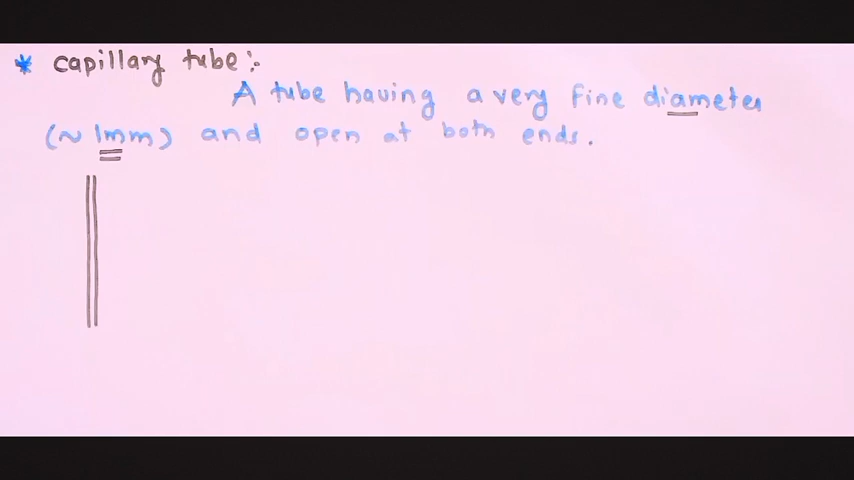 * capillary tube :-
A tube having a very fine diameter
(~ 1mm) and open at both ends.